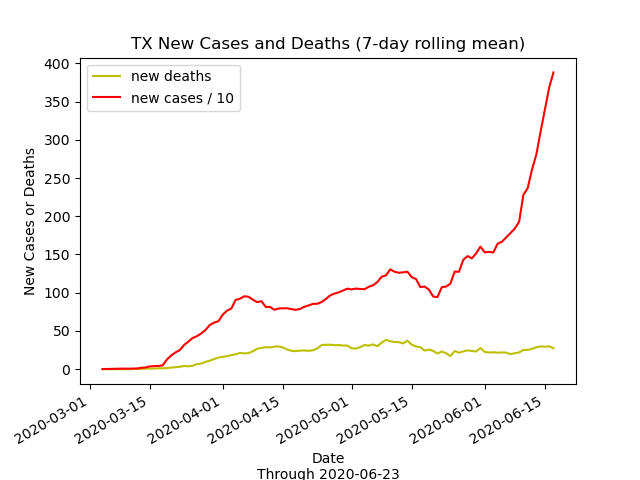 TX New Cases and Deaths (7-day rolling mean)
new deaths
new cases / 10
New Cases or Deaths
400
350
300
250
200
150
100
50
0
2020-03-01
2020-03-15
2020-04-01
2020-04-15
2020-05-01
2020-05-15
2020-06-01
2020-06-15
Date
Through 2020-06-23